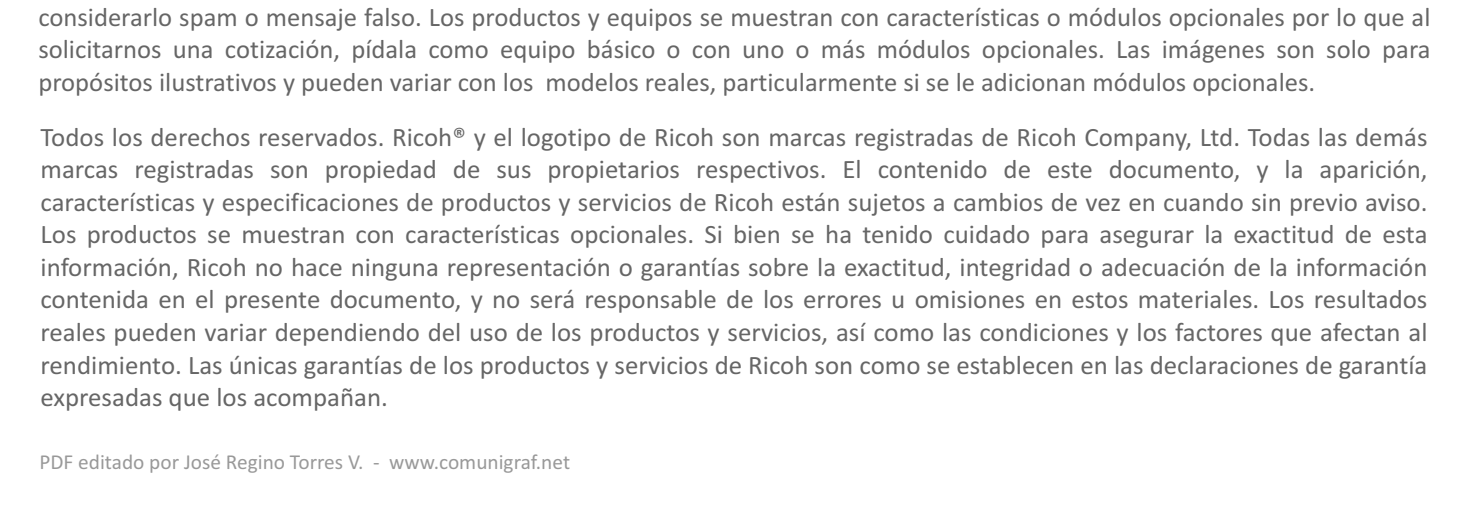 considerarlo spam o mensaje falso. Los productos y equipos se muestran con características o módulos opcionales por lo que al
solicitarnos una cotización, pídala como equipo básico o con uno o más módulos opcionales. Las imágenes son solo para
propósitos ilustrativos y pueden variar con los  modelos reales, particularmente si se le adicionan módulos opcionales.
Todos los derechos reservados. Ricoh® y el logotipo de Ricoh son marcas registradas de Ricoh Company, Ltd. Todas las demás
marcas registradas son propiedad de sus propietarios respectivos. El contenido de este documento, y la aparición,
características y especificaciones de productos y servicios de Ricoh están sujetos a cambios de vez en cuando sin previo aviso.
Los productos se muestran con características opcionales. Si bien se ha tenido cuidado para asegurar la exactitud de esta
información, Ricoh no hace ninguna representación o garantías sobre la exactitud, integridad o adecuación de la información
contenida en el presente documento, y no será responsable de los errores u omisiones en estos materiales. Los resultados
reales pueden variar dependiendo del uso de los productos y servicios, así como las condiciones y los factores que afectan al
rendimiento. Las únicas garantías de los productos y servicios de Ricoh son como se establecen en las declaraciones de garantía
expresadas que los acompañan.
PDF editado por José Regino Torres V.  -  www.comunigraf.net